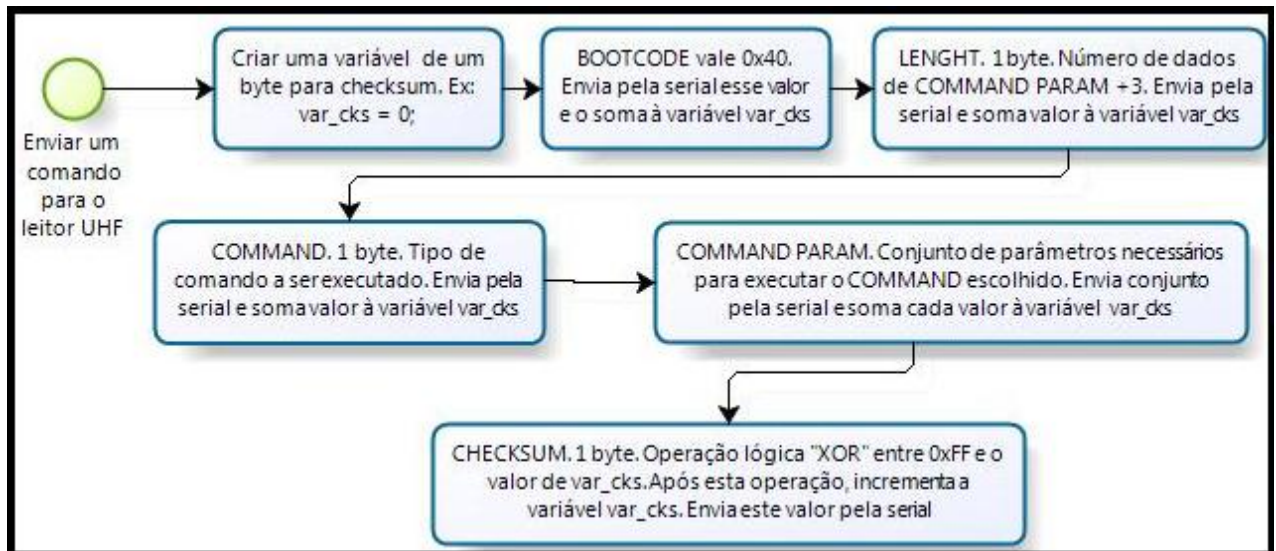 Enviar um
comando
para o
leitor UHF
Criar uma variável de um
byte para checksum. Ex:
var_cks = 0;
BOOTCODE vale 0x40.
Envia pela serial esse valor
e o soma à variável var_cks
LENGHT. 1 byte. Número de dados
de COMMAND PARAM +3. Envia pela
serial e soma valor à variável var_cks
COMMAND. 1 byte. Tipo de
comando a ser executado. Envia pela
serial e soma valor à variável var_cks
COMMAND PARAM. Conjunto de parâmetros necessários
para executar o COMMAND escolhido. Envia conjunto
pela serial e soma cada valor à variável var_cks
CHECKSUM. 1 byte. Operação lógica "XOR" entre 0xFF e o
valor de var_cks. Após esta operação, incrementa a
variável var_cks. Envia este valor pela serial